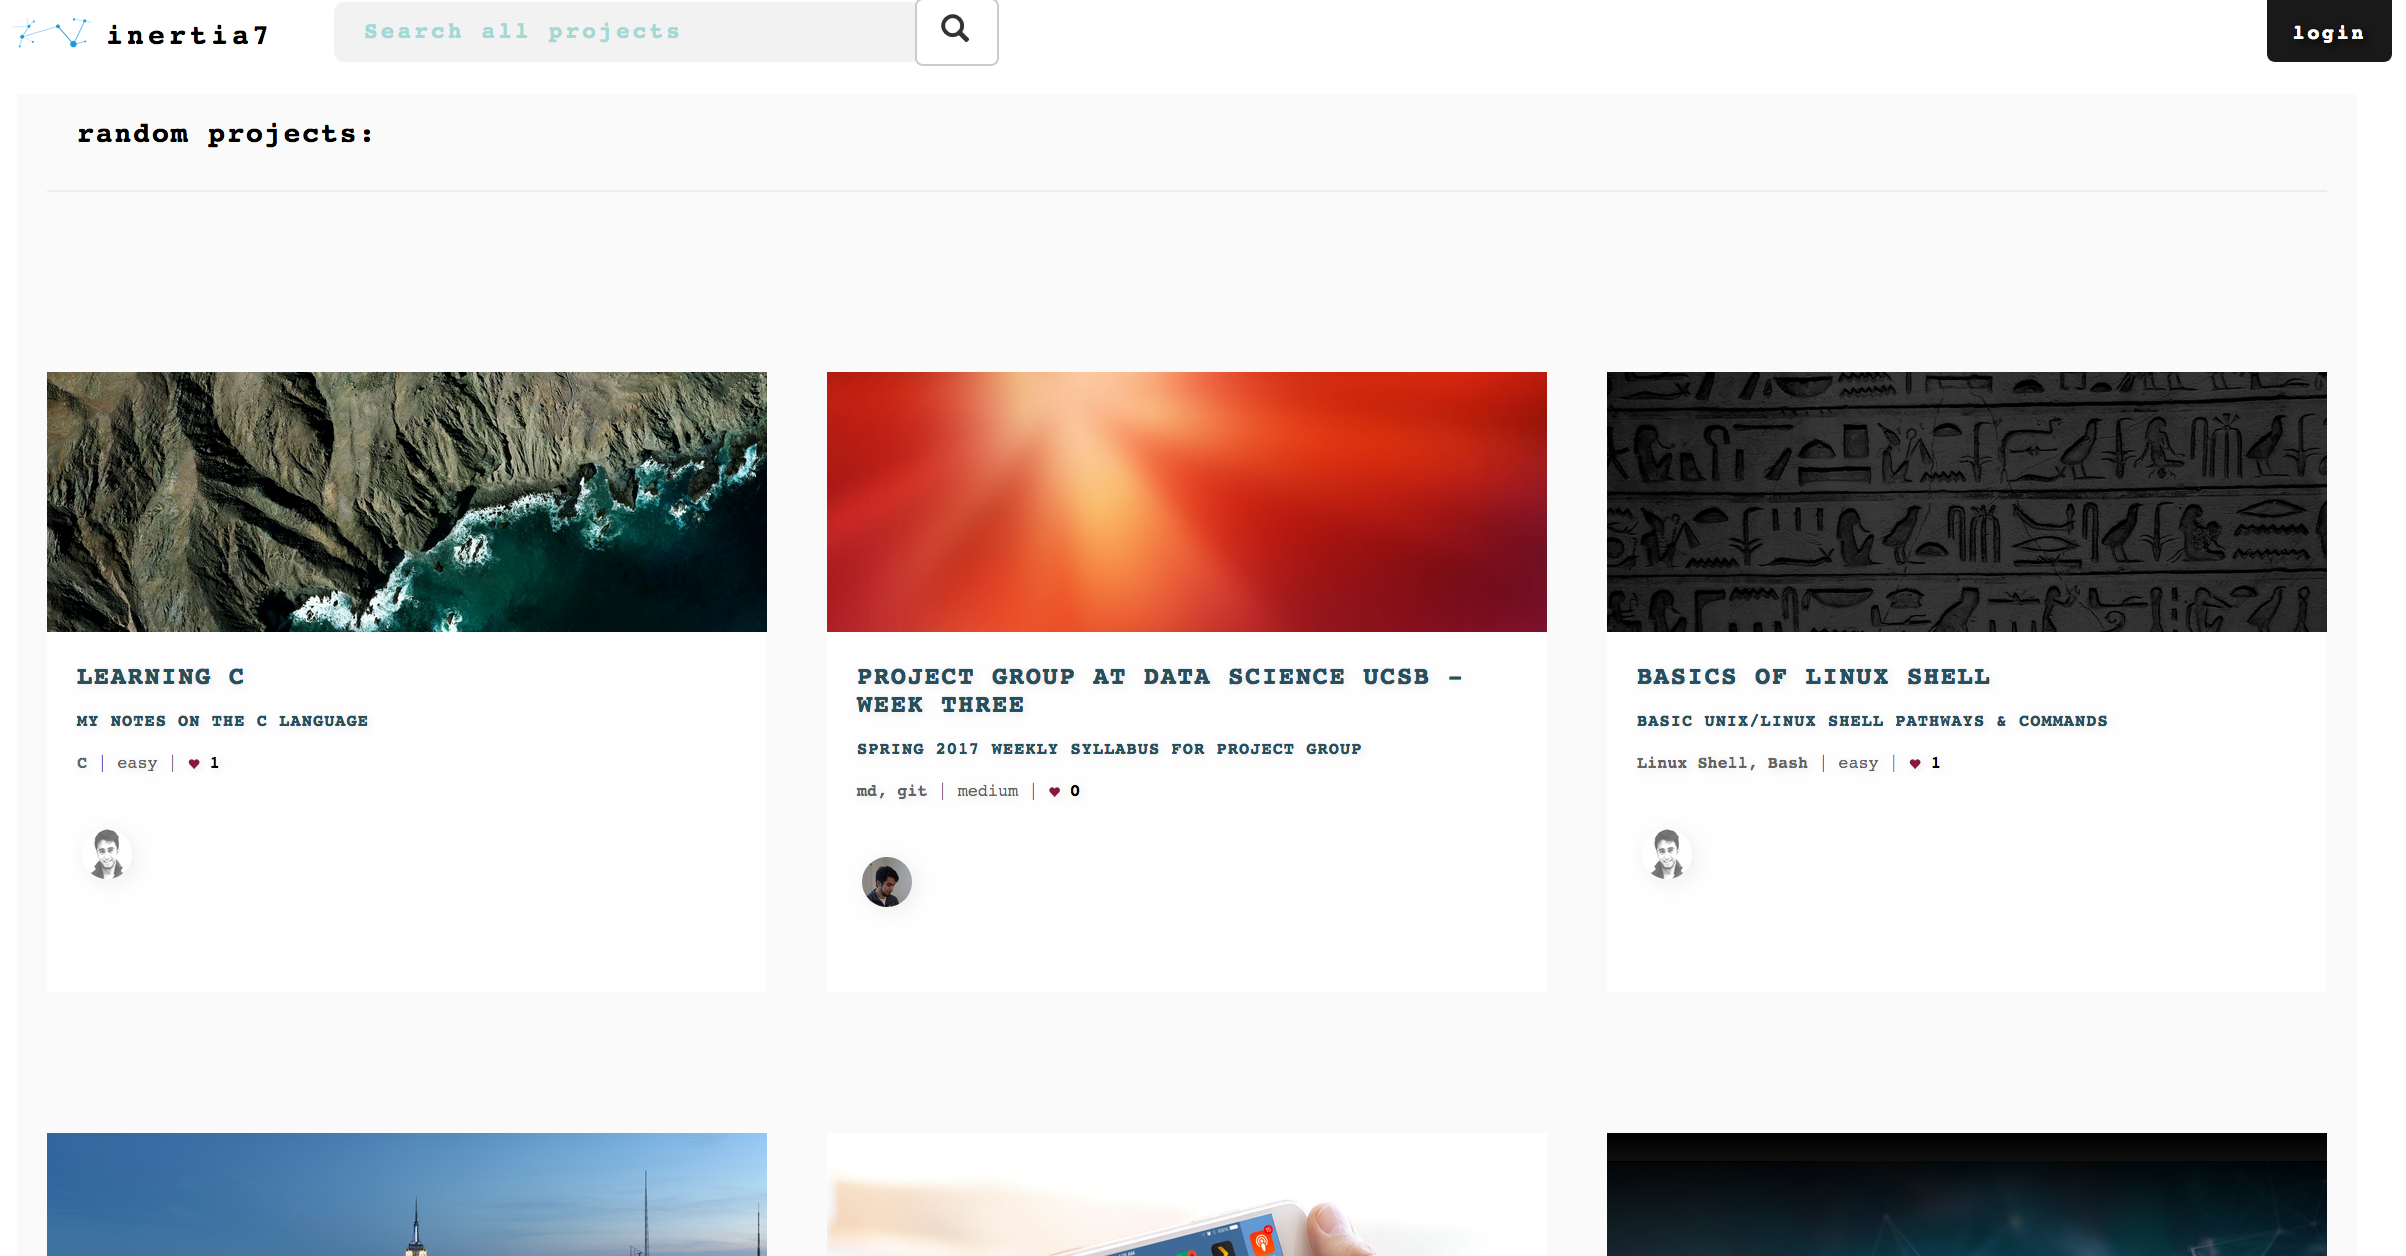 inertia7
Search all projects
login
random projects:
LEARNING C
MY NOTES ON THE C LANGUAGE
C | easy | ♥ 1
PROJECT GROUP AT DATA SCIENCE UCSB –
WEEK THREE
SPRING 2017 WEEKLY SYLLABUS FOR PROJECT GROUP
md, git | medium | ♥ 0
BASICS OF LINUX SHELL
BASIC UNIX/LINUX SHELL PATHWAYS & COMMANDS
Linux Shell, Bash | easy | ♥ 1